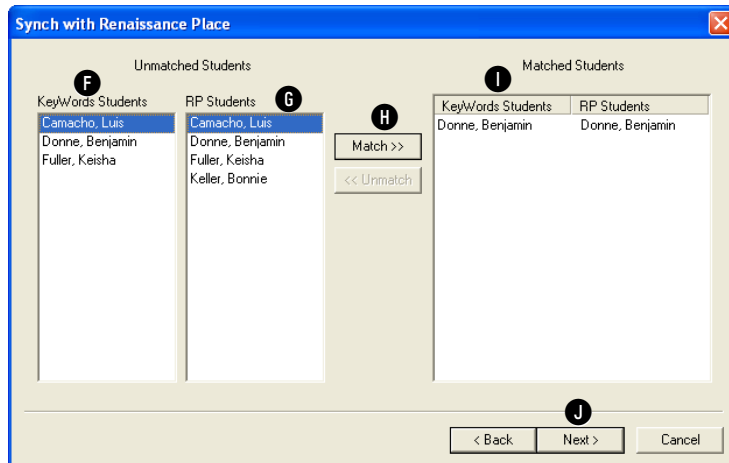 Synch with Renaissance Place
Unmatched Students
Matched Students
F
G
H
I
KeyWords Students
RP Students
KeyWords Students
RP Students
Camacho, Luis
Donne, Benjamin
Fuller, Keisha
Camacho, Luis
Donne, Benjamin
Fuller, Keisha
Keller, Bonnie
Match >>
<< Unmatch
Donne, Benjamin
Donne, Benjamin
J
< Back
Next >
Cancel